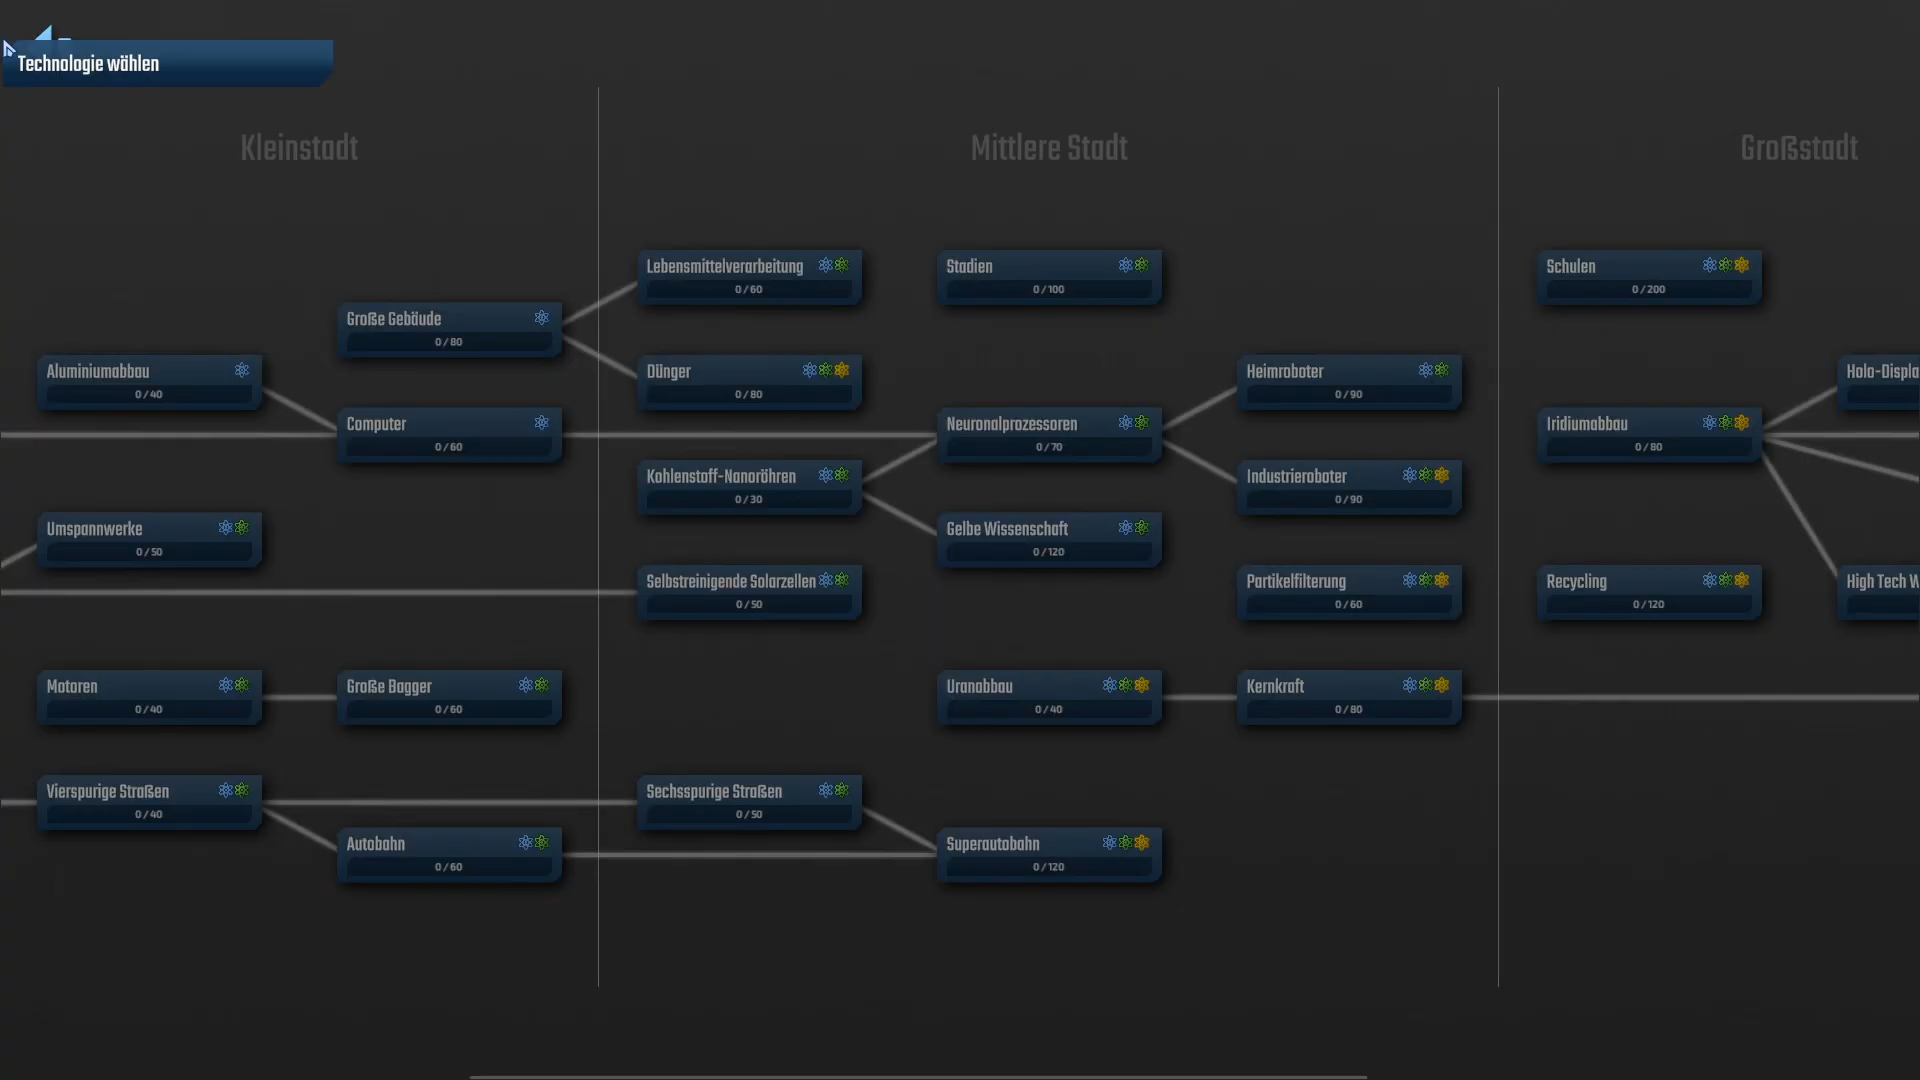 Technologie wählen
Kleinstadt
Mittlere Stadt
Großstadt
Lebensmittelverarbeitung
0/60
Stadien
0/100
Schulen
0/200
Große Gebäude
0/80
Aluminiumabbau
0/40
Dünger
0/80
Heimroboter
0/90
Holo-Displa
Computer
0/60
Neuronalprozessoren
0/70
Iridiumabbau
0/80
Kohlenstoff-Nanoröhren
0/30
Industrieroboter
0/90
Umspannwerke
0/50
Gelbe Wissenschaft
0/120
Selbstreinigende Solarzellen
0/50
Partikelfilterung
0/60
Recycling
0/120
High Tech W
Motoren
0/40
Große Bagger
0/60
Uranabbau
0/40
Kernkraft
0/80
Vierspurige Straßen
0/40
Sechsspurige Straßen
0/50
Autobahn
0/60
Superautobahn
0/120